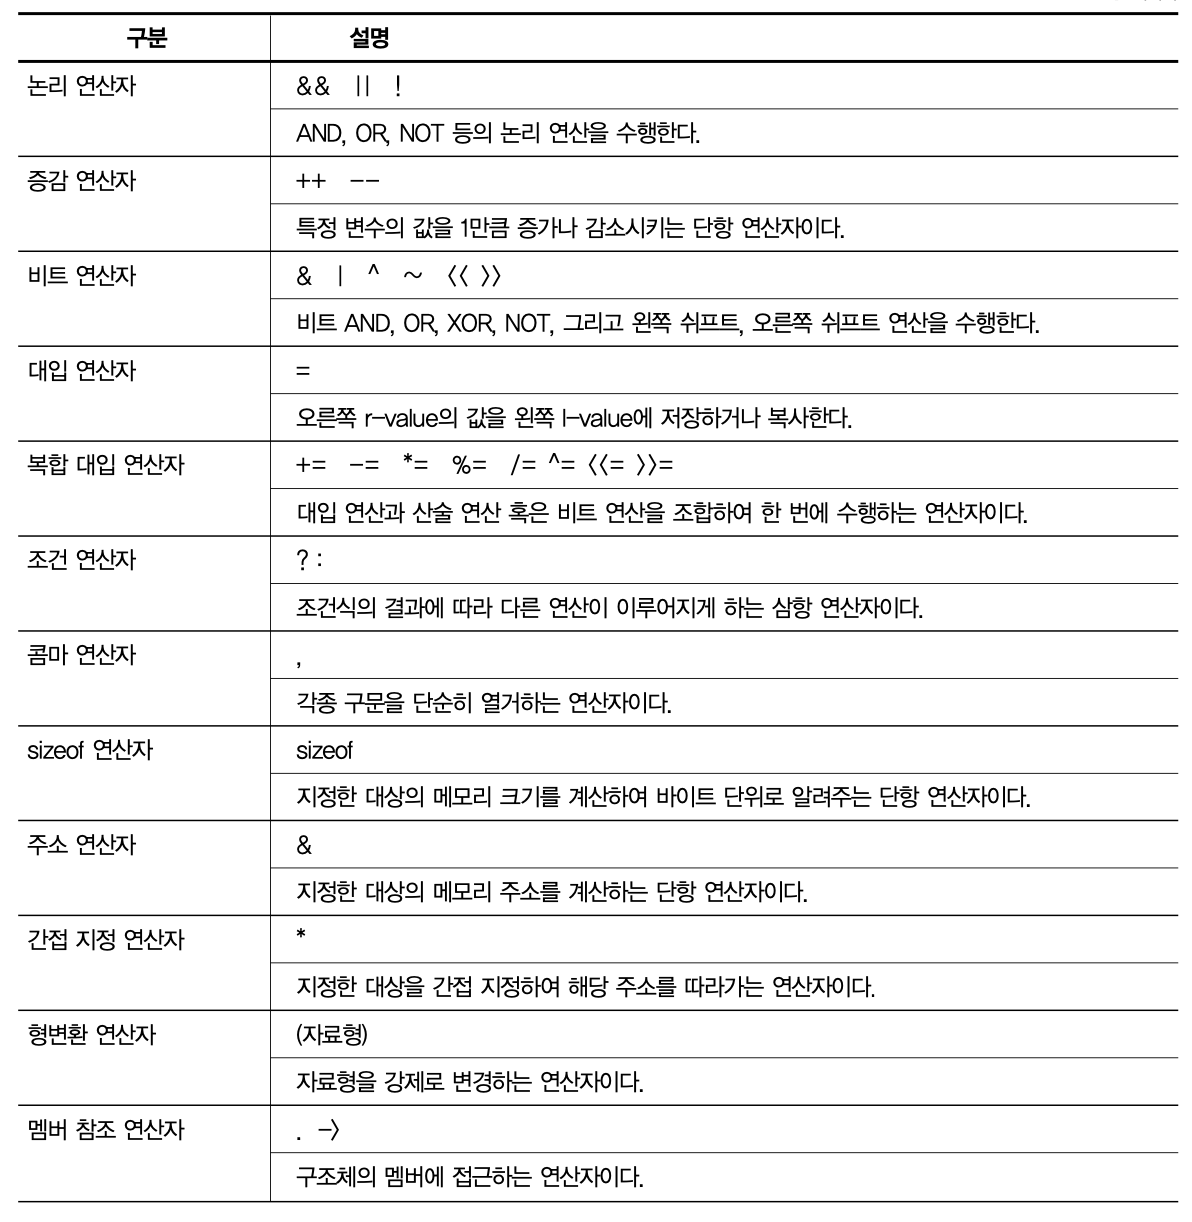 구분 설명
논리 연산자 && || !
AND, OR, NOT 등의 논리 연산을 수행한다.
증감 연산자 ++ --
특정 변수의 값을 1만큼 증가나 감소시키는 단항 연산자이다.
비트 연산자 & | ^ ~ << >>
비트 AND, OR, XOR, NOT, 그리고 왼쪽 쉬프트, 오른쪽 쉬프트 연산을 수행한다.
대입 연산자 =
오른쪽 r-value의 값을 왼쪽 l-value에 저장하거나 복사한다.
복합 대입 연산자 += -= *= %= /= ^= <<= >>=
대입 연산과 산술 연산 혹은 비트 연산을 조합하여 한 번에 수행하는 연산자이다.
조건 연산자 ? :
조건식의 결과에 따라 다른 연산이 이루어지게 하는 삼항 연산자이다.
콤마 연산자 ,
각종 구문을 단순히 열거하는 연산자이다.
sizeof 연산자 sizeof
지정한 대상의 메모리 크기를 계산하여 바이트 단위로 알려주는 단항 연산자이다.
주소 연산자 &
지정한 대상의 메모리 주소를 계산하는 단항 연산자이다.
간접 지정 연산자 *
지정한 대상을 간접 지정하여 해당 주소를 따라가는 연산자이다.
형변환 연산자 (자료형)
자료형을 강제로 변경하는 연산자이다.
멤버 참조 연산자 . ->
구조체의 멤버에 접근하는 연산자이다.